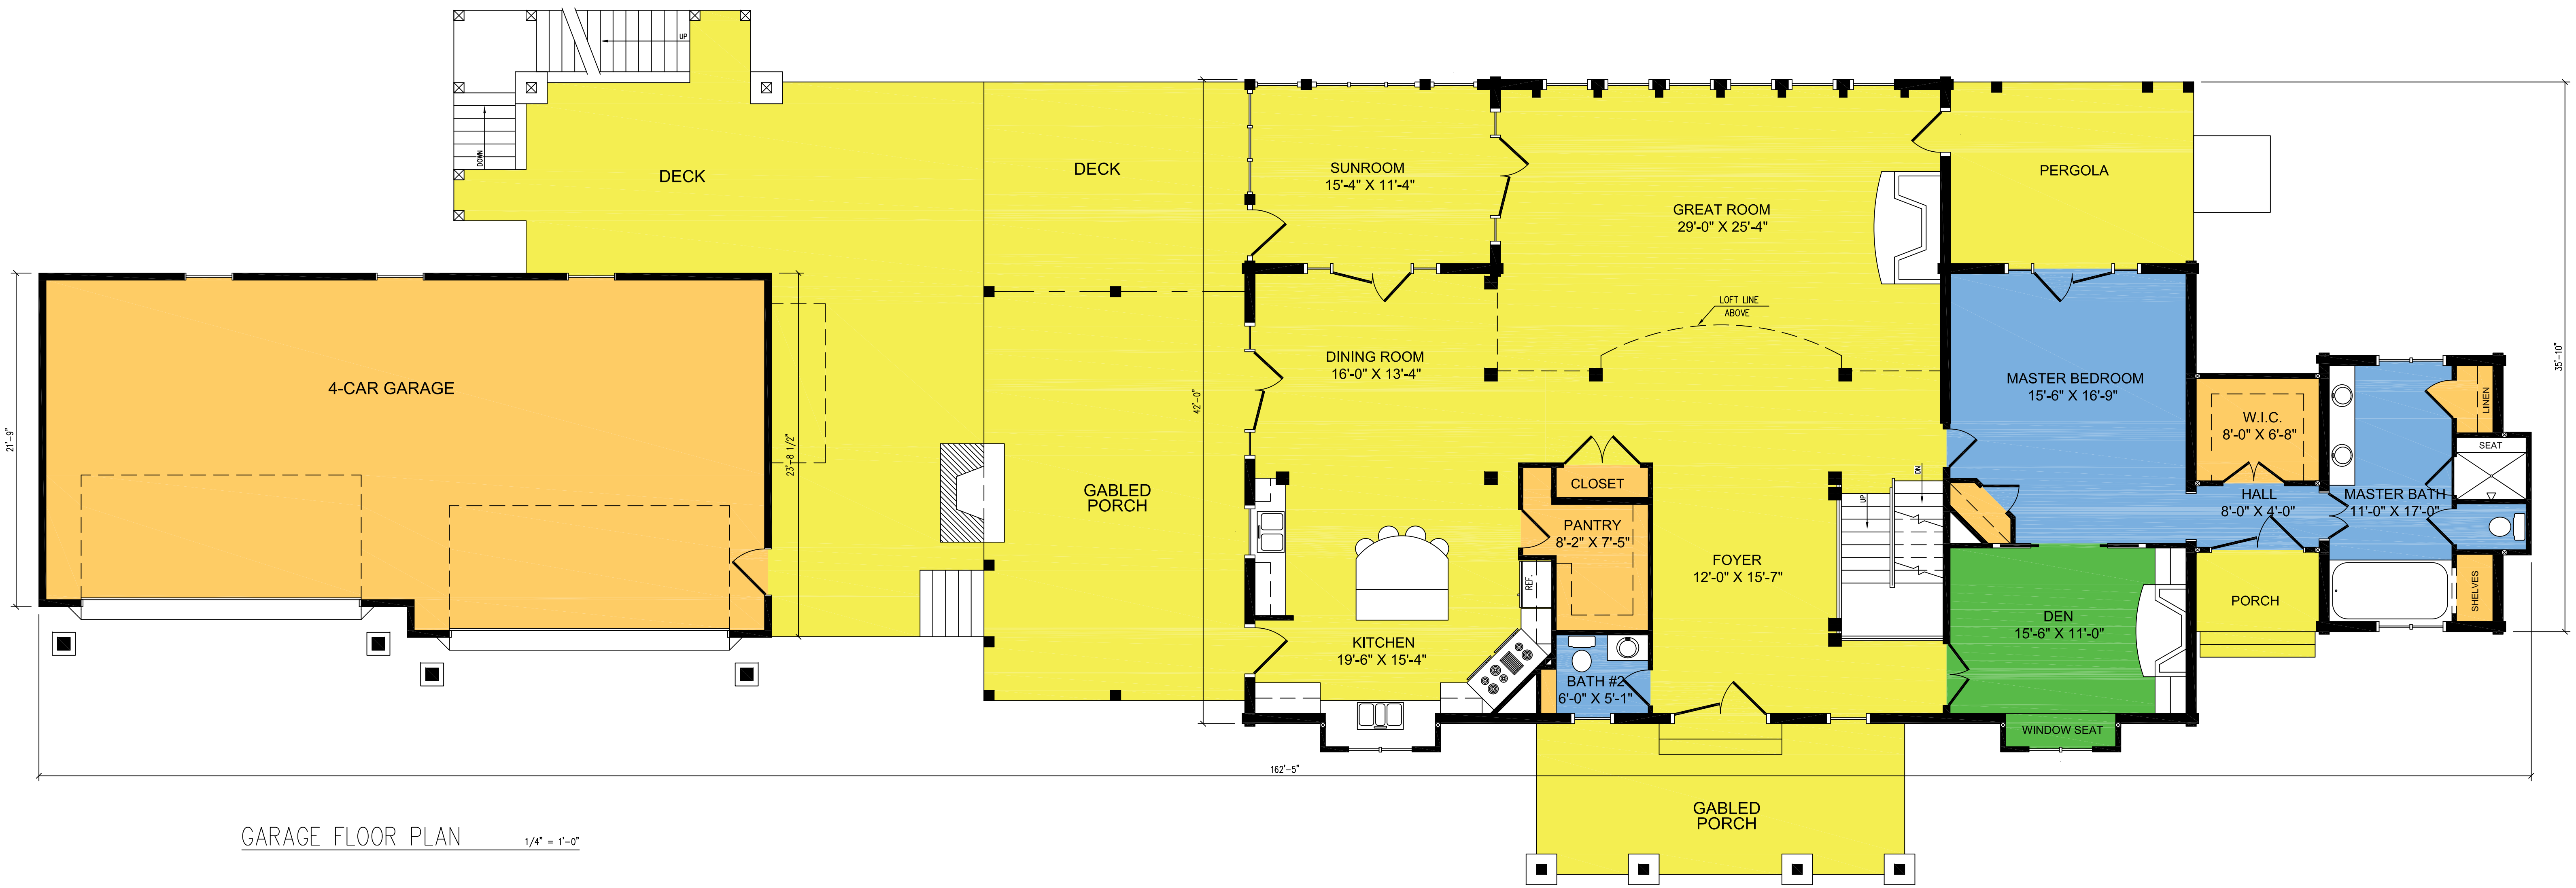 UP
DOWN
DECK
DECK
SUNROOM
15'-4" X 11'-4"
GREAT ROOM
29'-0" X 25'-4"
PERGOLA
LOFT LINE
ABOVE
4-CAR GARAGE
21'-9"
23'-8 1/2"
42'-0"
35'-10"
DINING ROOM
16'-0" X 13'-4"
MASTER BEDROOM
15'-6" X 16'-9"
W.I.C.
8'-0" X 6'-8"
LINEN
SEAT
GABLED
PORCH
CLOSET
PANTRY
8'-2" X 7'-5"
UP
DN
HALL
8'-0" X 4'-0"
MASTER BATH
11'-0" X 17'-0"
FOYER
12'-0" X 15'-7"
REF.
KITCHEN
19'-6" X 15'-4"
BATH #2
6'-0" X 5'-1"
DEN
15'-6" X 11'-0"
PORCH
SHELVES
WINDOW SEAT
162'-5"
GABLED
PORCH
GARAGE FLOOR PLAN 1/4" = 1'-0"